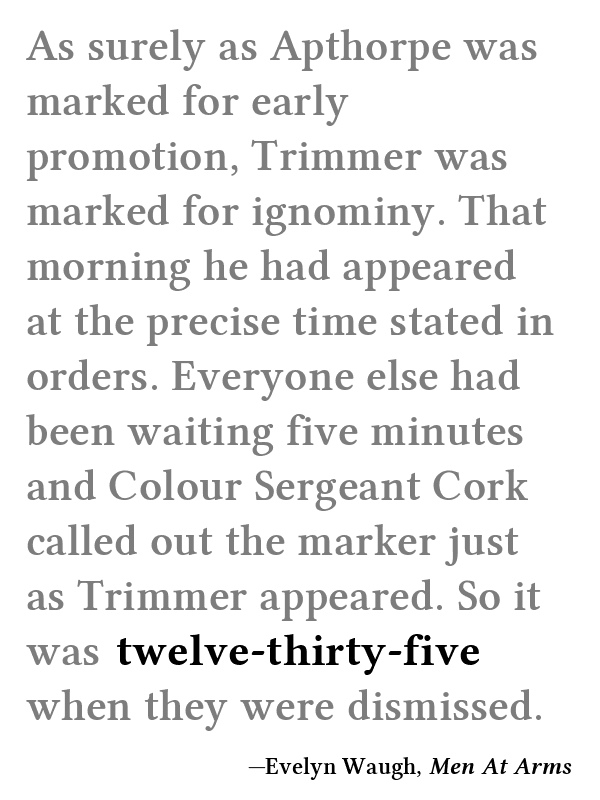 As surely as Apthorpe was
marked for early
promotion, Trimmer was
marked for ignominy. That
morning he had appeared
at the precise time stated in
orders. Everyone else had
been waiting five minutes
and Colour Sergeant Cork
called out the marker just
as Trimmer appeared. So it
was twelve-thirty-five
when they were dismissed.
—Evelyn Waugh, Men At Arms